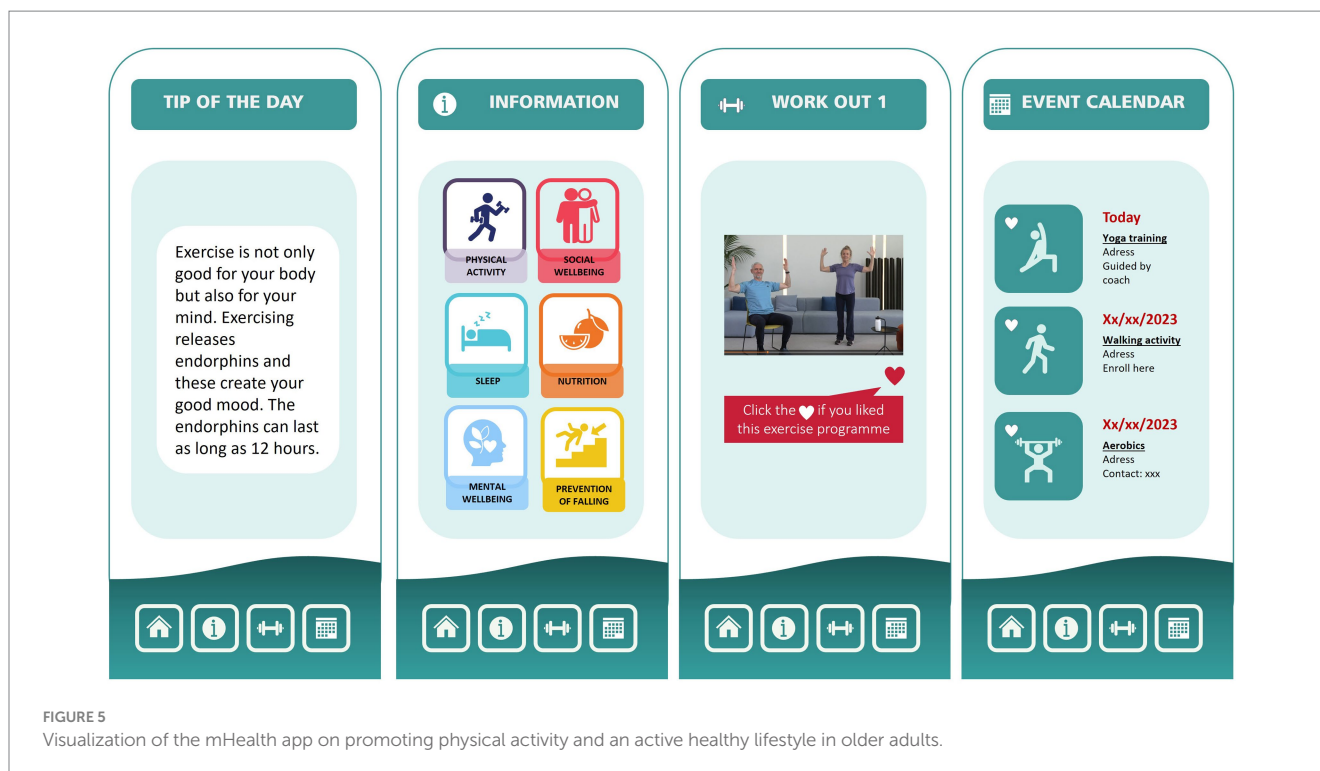 TIP OF THE DAY
Exercise is not only
good for your body
but also for your
mind. Exercising
releases
endorphins and
these create your
good mood. The
endorphins can last
as long as 12 hours.
INFORMATION
PHYSICAL
ACTIVITY
SOCIAL
WELLBEING
SLEEP
NUTRITION
MENTAL
WELLBEING
PREVENTION
OF FALLING
WORK OUT 1
Click the ♥ if you liked
this exercise programme
EVENT CALENDAR
Today
Yoga training
Adress
Guided by
coach
Xx/xx/2023
Walking activity
Adress
Enroll here
Xx/xx/2023
Aerobics
Adress
Contact: xxx
FIGURE 5
Visualization of the mHealth app on promoting physical activity and an active healthy lifestyle in older adults.